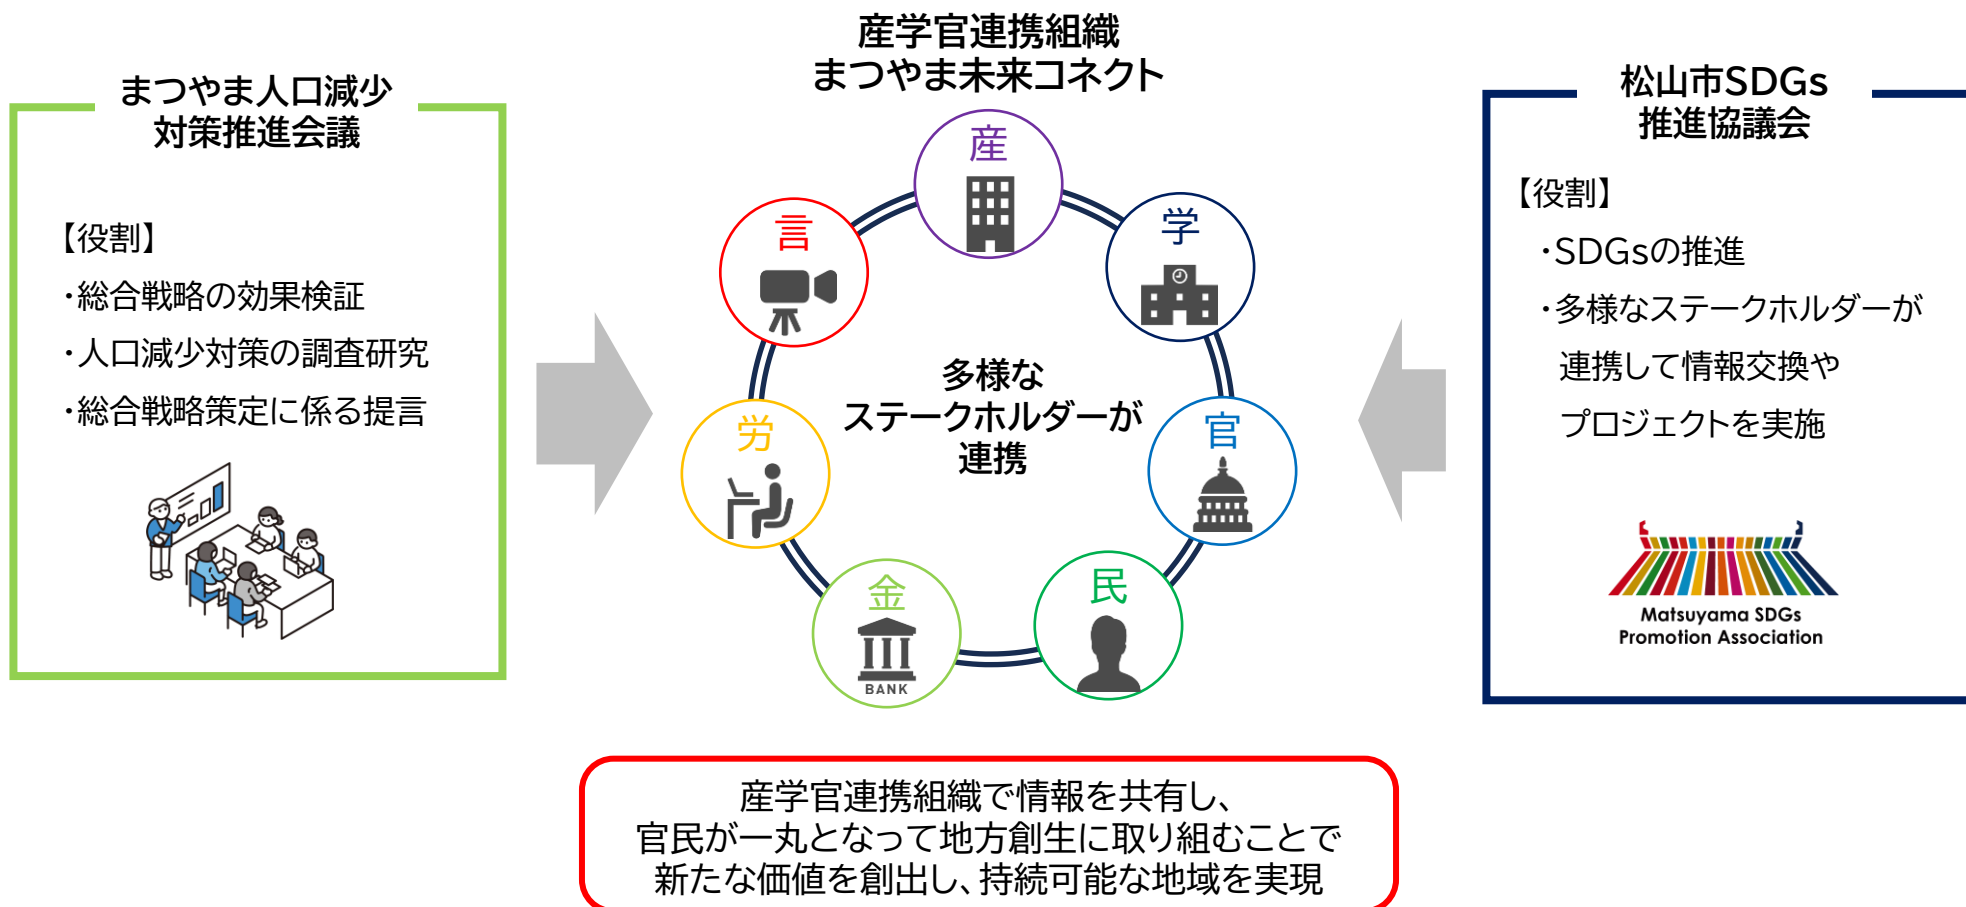 産学官連携組織
まつやま未来コネクト
まつやま人口減少
対策推進会議
【役割】
・総合戦略の効果検証
・人口減少対策の調査研究
・総合戦略策定に係る提言
産
学
官
民
金
BANK
労
言
多様な
ステークホルダーが
連携
松山市SDGs
推進協議会
【役割】
・SDGsの推進
・多様なステークホルダーが
連携して情報交換や
プロジェクトを実施
Matsuyama SDGs
Promotion Association
産学官連携組織で情報を共有し、
官民が一丸となって地方創生に取り組むことで
新たな価値を創出し、持続可能な地域を実現